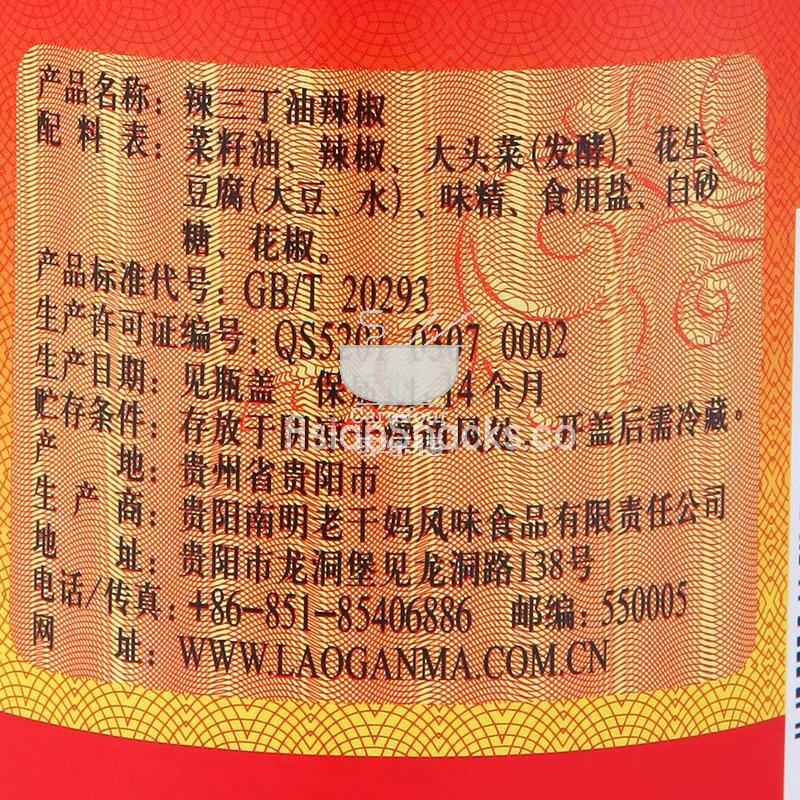 产品名称：辣三丁油辣椒
配料表：菜籽油、辣椒、大头菜(发酵)、花生、
豆腐(大豆、水)、味精、食用盐、白砂
糖、花椒。
产品标准代号：GB/T 20293
生产许可证编号：QS5201 0307 0002
生产日期：见瓶盖 保质期：14个月
贮存条件：存放于阴凉干燥通风处。开盖后需冷藏。
产地：贵州省贵阳市
生产商：贵阳南明老干妈风味食品有限责任公司
地址：贵阳市龙洞堡见龙洞路138号
电话/传真：+86-851-85406886 邮编：550005
网址：WWW.LAOGANMA.COM.CN